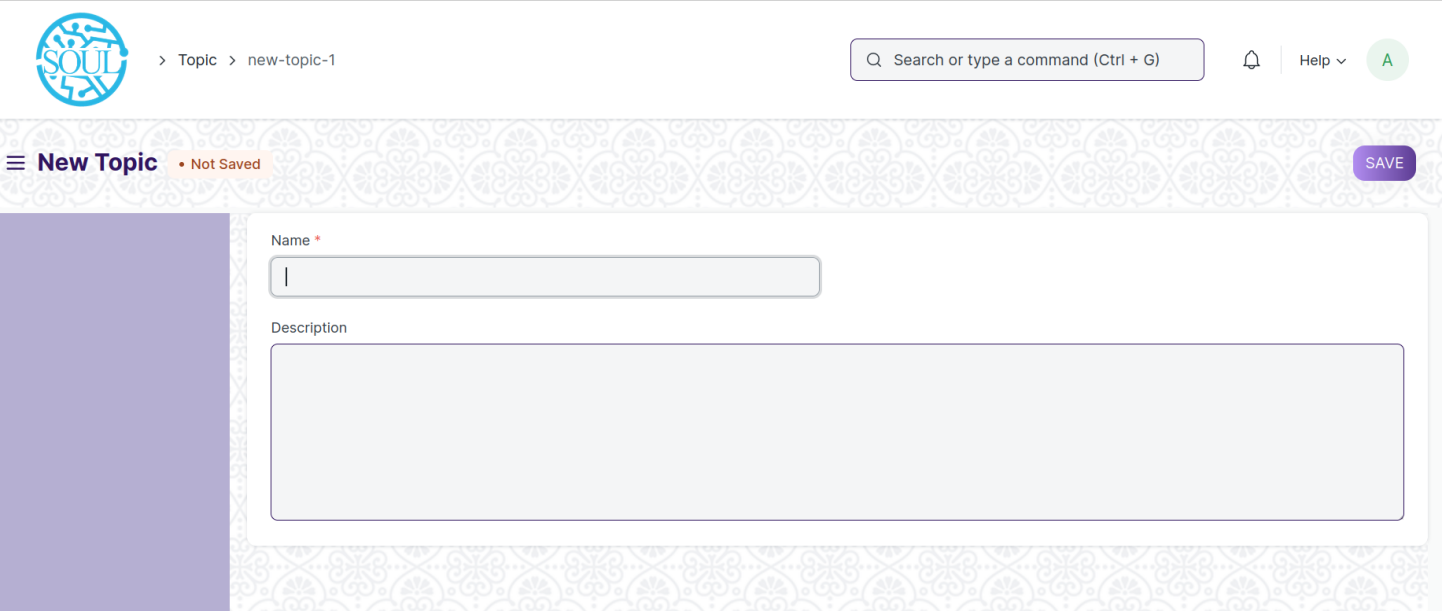 SOUL
> Topic > new-topic-1
Search or type a command (Ctrl + G)
Help
A
New Topic
• Not Saved
SAVE
Name *
Description